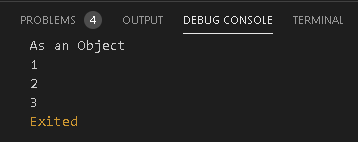 PROBLEMS 4 OUTPUT DEBUG CONSOLE TERMINAL
As an Object
1
2
3
Exited